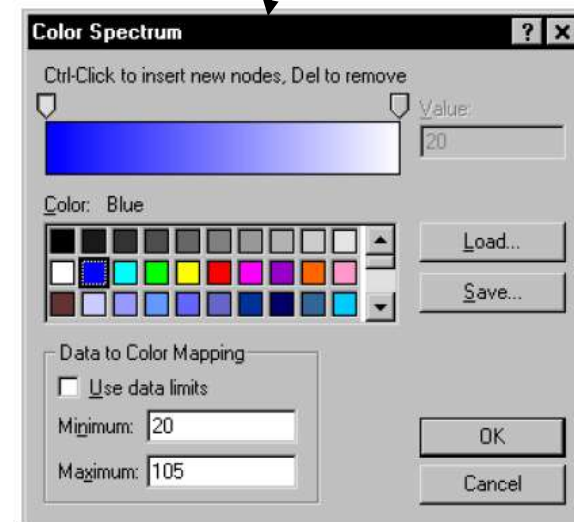 Color Spectrum
Ctrl-Click to insert new nodes, Del to remove
Value:
20
Color: Blue
Load...
Save...
Data to Color Mapping
Use data limits
Minimum: 20
Maximum: 105
OK
Cancel